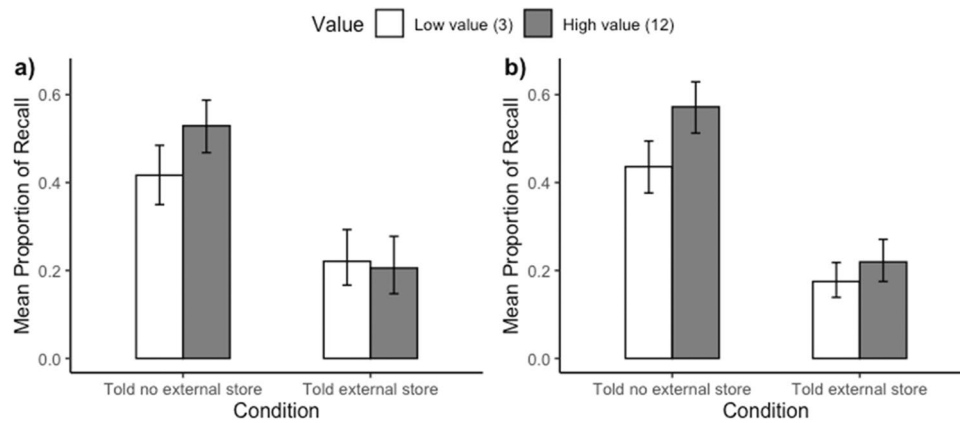 Value Low value (3) High value (12)
a)
Mean Proportion of Recall
0.6
0.4
0.2
0.0
Told no external store Told external store
Condition
b)
Mean Proportion of Recall
0.6
0.4
0.2
0.0
Told no external store Told external store
Condition